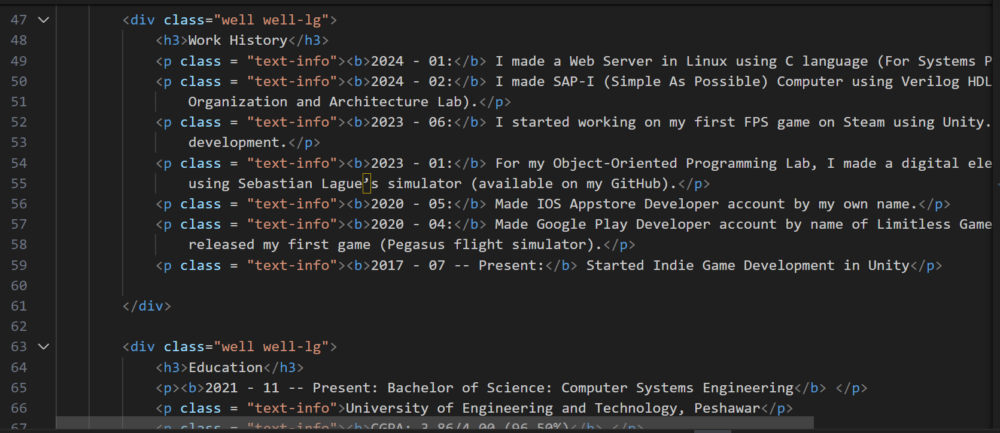 47 <div class="well well-lg">
48 <h3>Work History</h3>
49 <p class = "text-info"><b>2024 - 01:</b> I made a Web Server in Linux using C language (For Systems P
50 <p class = "text-info"><b>2024 - 02:</b> I made SAP-I (Simple As Possible) Computer using Verilog HDL
51 Organization and Architecture Lab).</p>
52 <p class = "text-info"><b>2023 - 06:</b> I started working on my first FPS game on Steam using Unity.
53 development.</p>
54 <p class = "text-info"><b>2023 - 01:</b> For my Object-Oriented Programming Lab, I made a digital ele
55 using Sebastian Lague’s simulator (available on my GitHub).</p>
56 <p class = "text-info"><b>2020 - 05:</b> Made IOS Appstore Developer account by my own name.</p>
57 <p class = "text-info"><b>2020 - 04:</b> Made Google Play Developer account by name of Limitless Game
58 released my first game (Pegasus flight simulator).</p>
59 <p class = "text-info"><b>2017 - 07 -- Present:</b> Started Indie Game Development in Unity</p>
60
61 </div>
62
63 <div class="well well-lg">
64 <h3>Education</h3>
65 <p><b>2021 - 11 -- Present: Bachelor of Science: Computer Systems Engineering</b> </p>
66 <p class = "text-info">University of Engineering and Technology, Peshawar</p>
67 <p class = "text-info"><b>CGPA: 3.86/4.00 (96.50%)</b> </p>